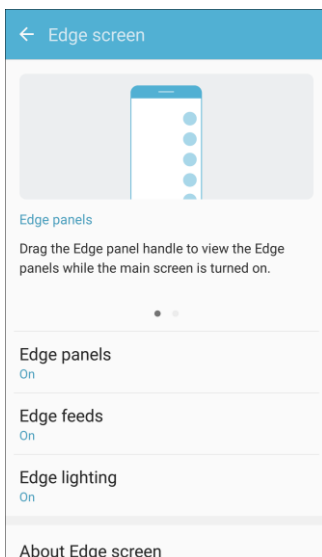 Edge screen
Edge panels
Drag the Edge panel handle to view the Edge
panels while the main screen is turned on.
Edge panels
On
Edge feeds
On
Edge lighting
On
About Edge screen